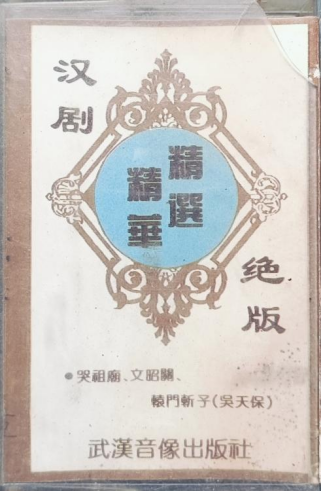 汉剧
精選
精華
绝版
●哭祖廟、文昭關、
轅門斬子(吳天保)
武漢音像出版社